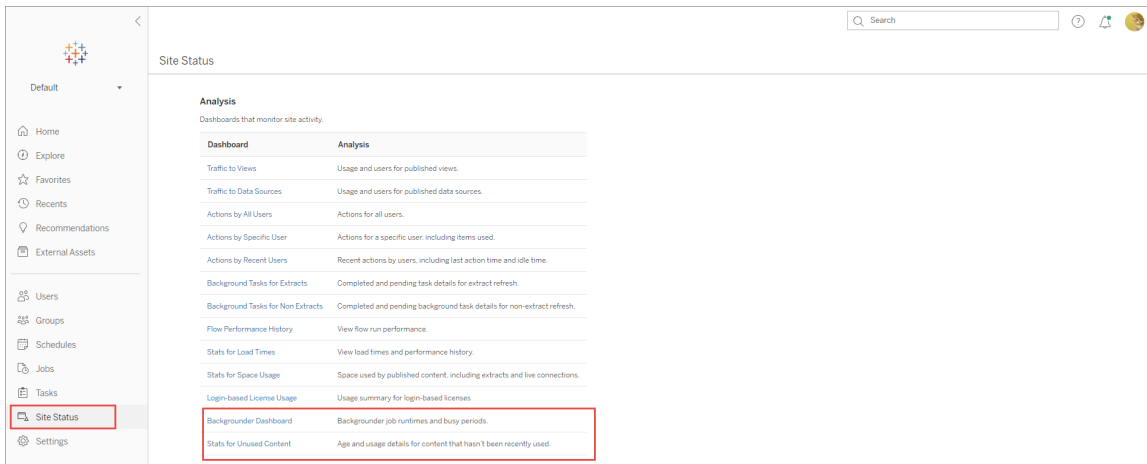 Search
Site Status
Default
Home
Explore
Favorites
Recents
Recommendations
External Assets
Users
Groups
Schedules
Jobs
Tasks
Site Status
Settings
Analysis
Dashboards that monitor site activity.
Dashboard Analysis
Traffic to Views Usage and users for published views.
Traffic to Data Sources Usage and users for published data sources.
Actions by All Users Actions for all users.
Actions by Specific User Actions for a specific user, including items used.
Actions by Recent Users Recent actions by users, including last action time and idle time.
Background Tasks for Extracts Completed and pending task details for extract refresh.
Background Tasks for Non Extracts Completed and pending background task details for non-extract refresh.
Flow Performance History View flow run performance.
Stats for Load Times View load times and performance history.
Stats for Space Usage Space used by published content, including extracts and live connections.
Login-based License Usage Usage summary for login-based licenses
Backgrounder Dashboard Backgrounder job runtimes and busy periods.
Stats for Unused Content Age and usage details for content that hasn't been recently used.